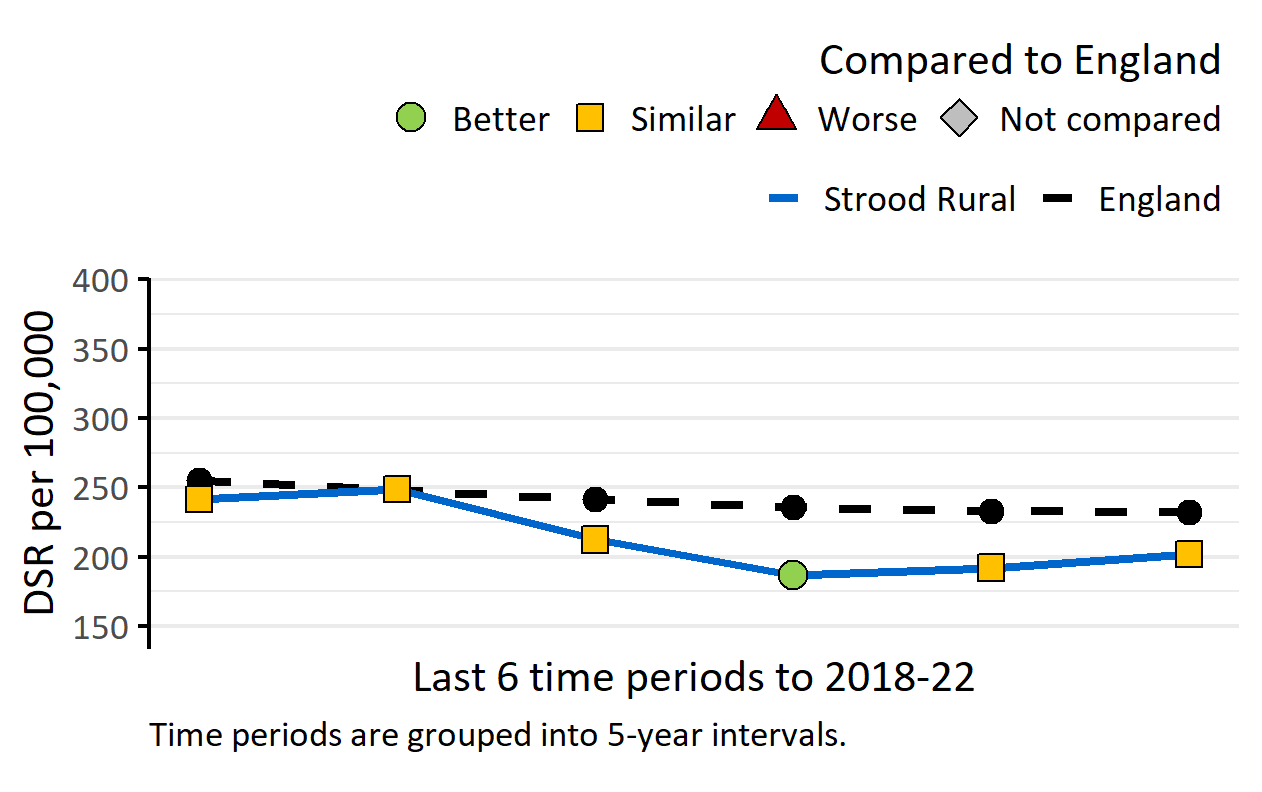 Compared to England
Better Similar Worse Not compared
Strood Rural England
DSR per 100,000
400
350
300
250
200
150
Last 6 time periods to 2018-22
Time periods are grouped into 5-year intervals.